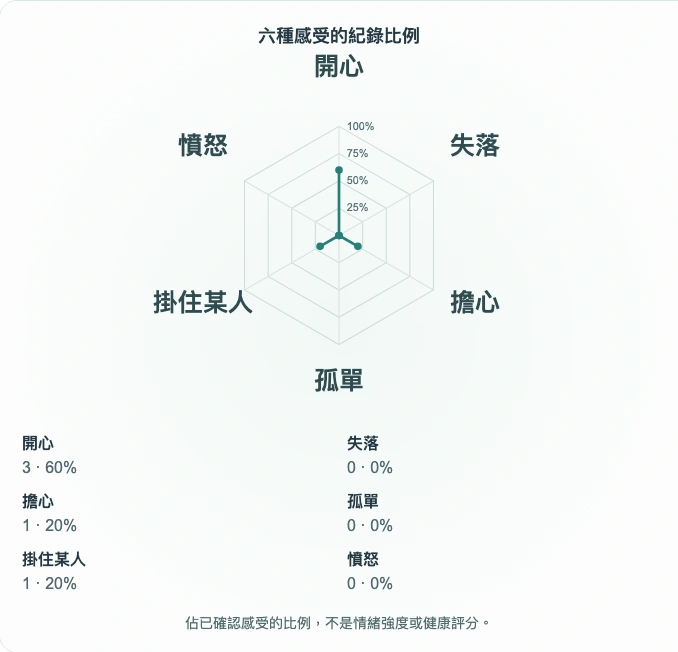 六種感受的紀錄比例
開心
憤怒
失落
100%
75%
50%
25%
掛住某人
擔心
孤單
開心
3 · 60%
失落
0 · 0%
擔心
1 · 20%
孤單
0 · 0%
掛住某人
1 · 20%
憤怒
0 · 0%
佔已確認感受的比例，不是情緒強度或健康評分。